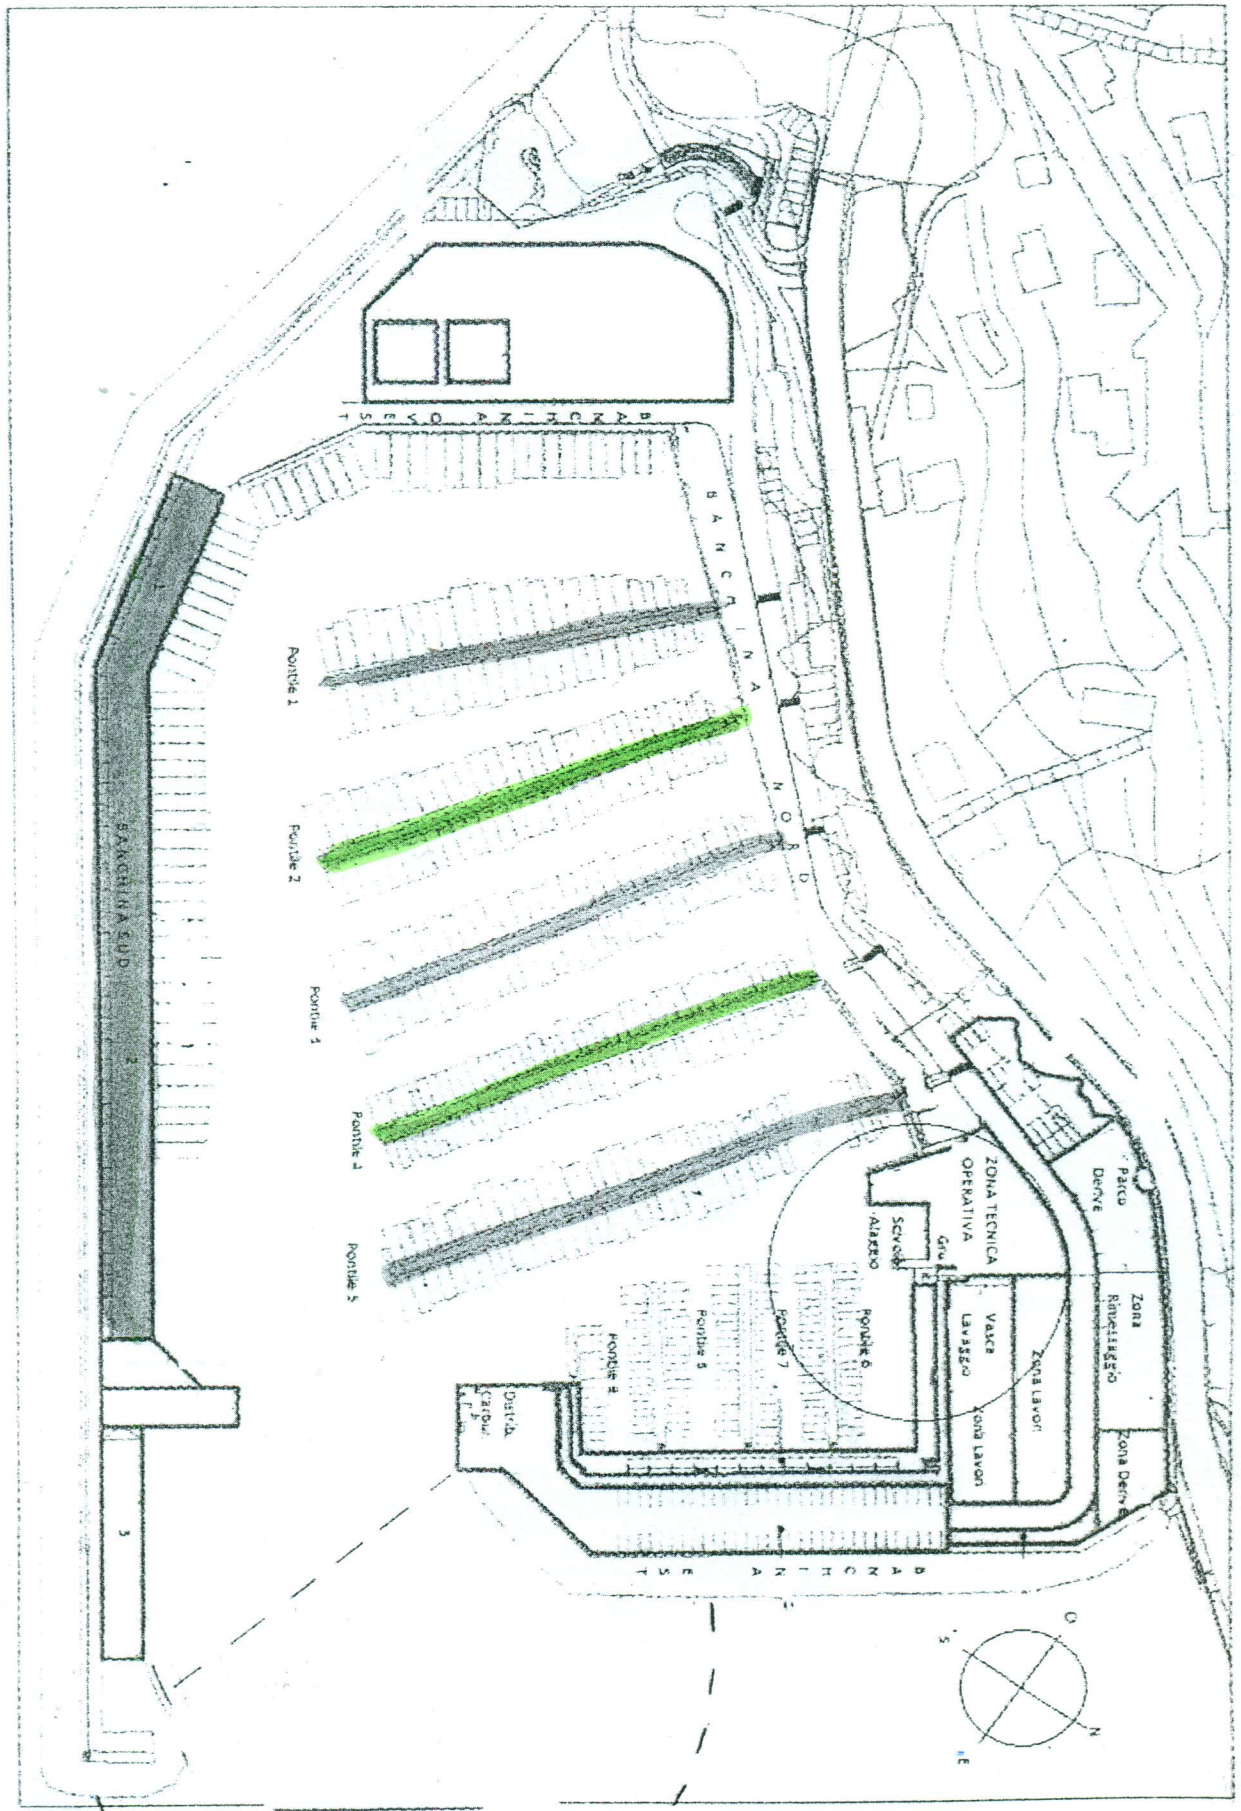 BANCHINA OVEST
BANCHINA NORD
Pontile 1
Pontile 2
Pontile 4
Pontile 5
BANCHINA SUD
1
2
3
ZONA TECNICA
OPERATIVA
Scivolo
Alaggio
Gru
Parco
Derive
Zona
Rimessaggio
Zona Derive
Zona Lavori
Vasca
Lavaggio
Zona Lavori
Pontile 6
Pontile 7
Distrib
Carbur
BANCHINA EST
O
S
N
E